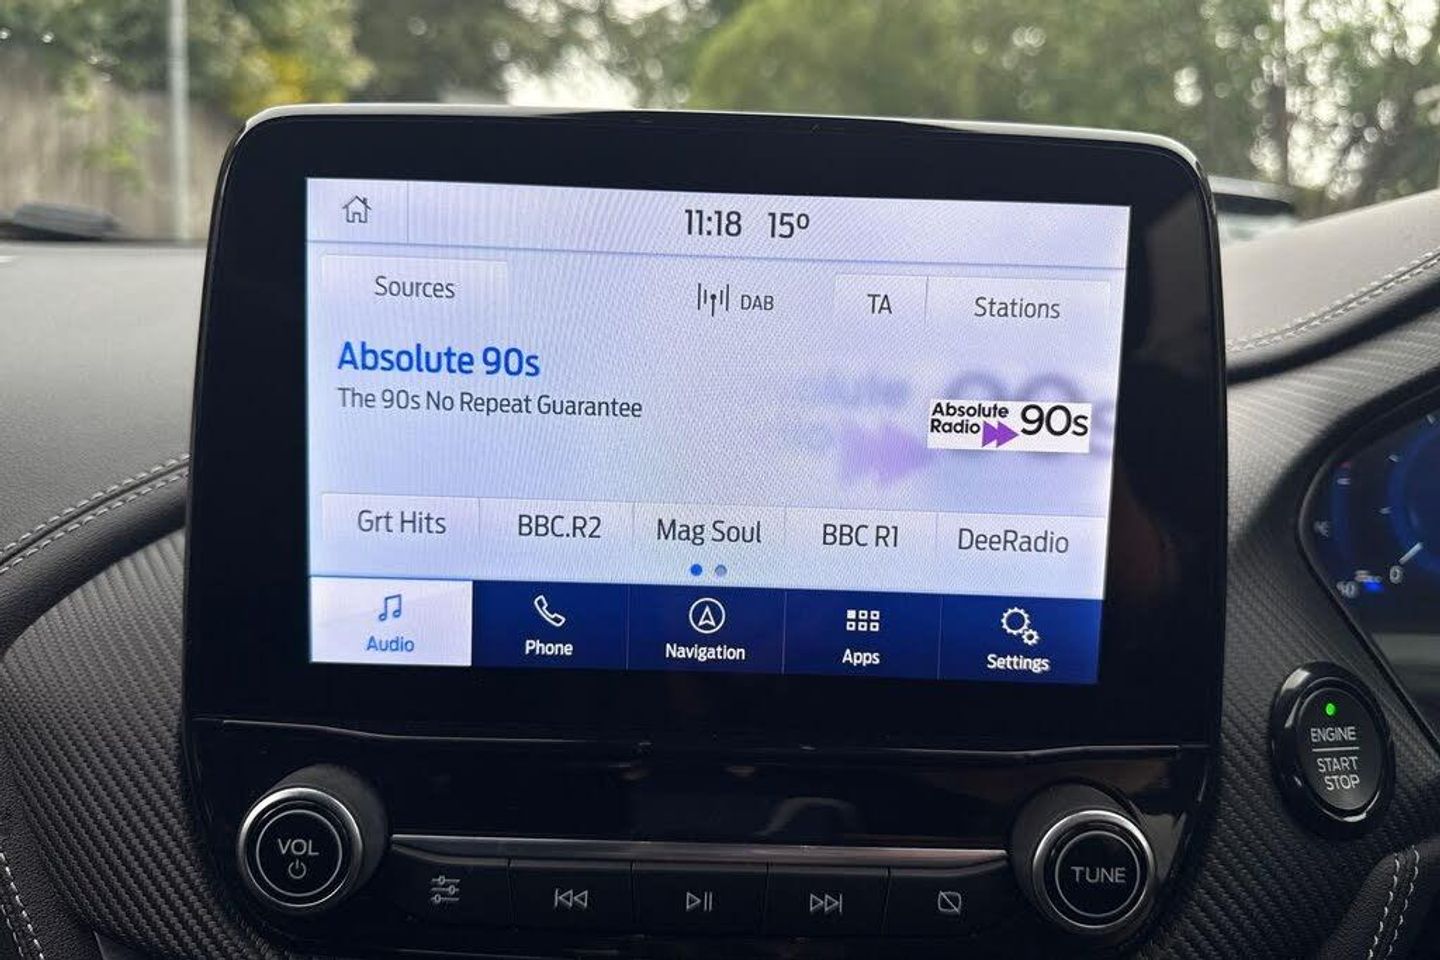 11:18 15º
Sources DAB TA Stations
Absolute 90s
The 90s No Repeat Guarantee
Absolute
Radio 90s
Grt Hits BBC.R2 Mag Soul BBC R1 DeeRadio
Audio Phone Navigation Apps Settings
ENGINE
START
STOP
VOL
TUNE